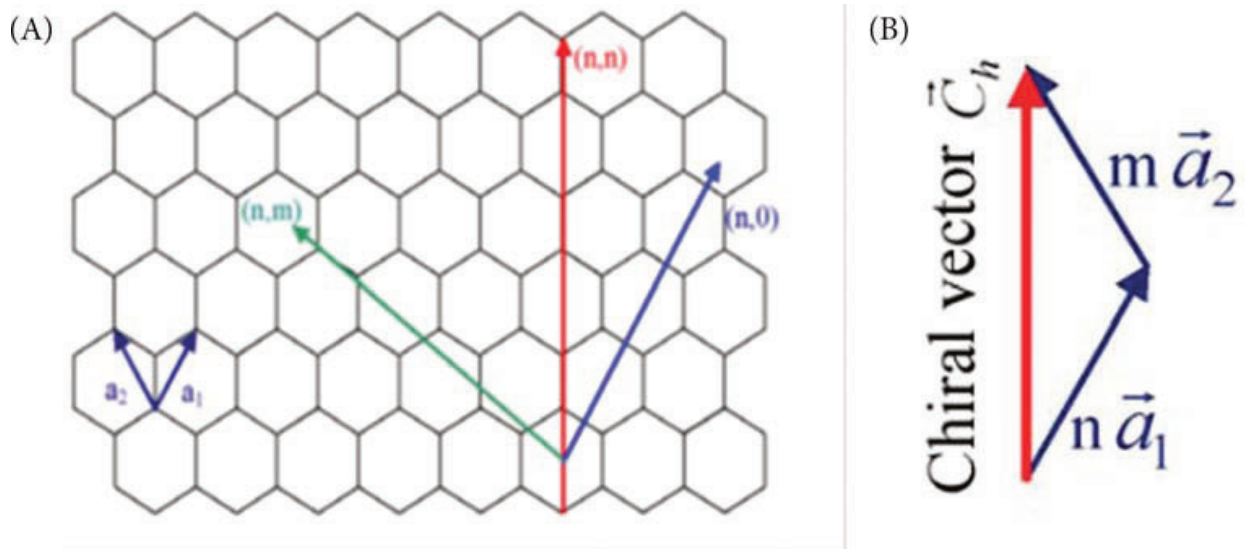 (A)
(n,n)
(n,m)
(n,0)
a₂
a₁
(B)
Chiral vector C⃗ₕ
m a⃗₂
n a⃗₁